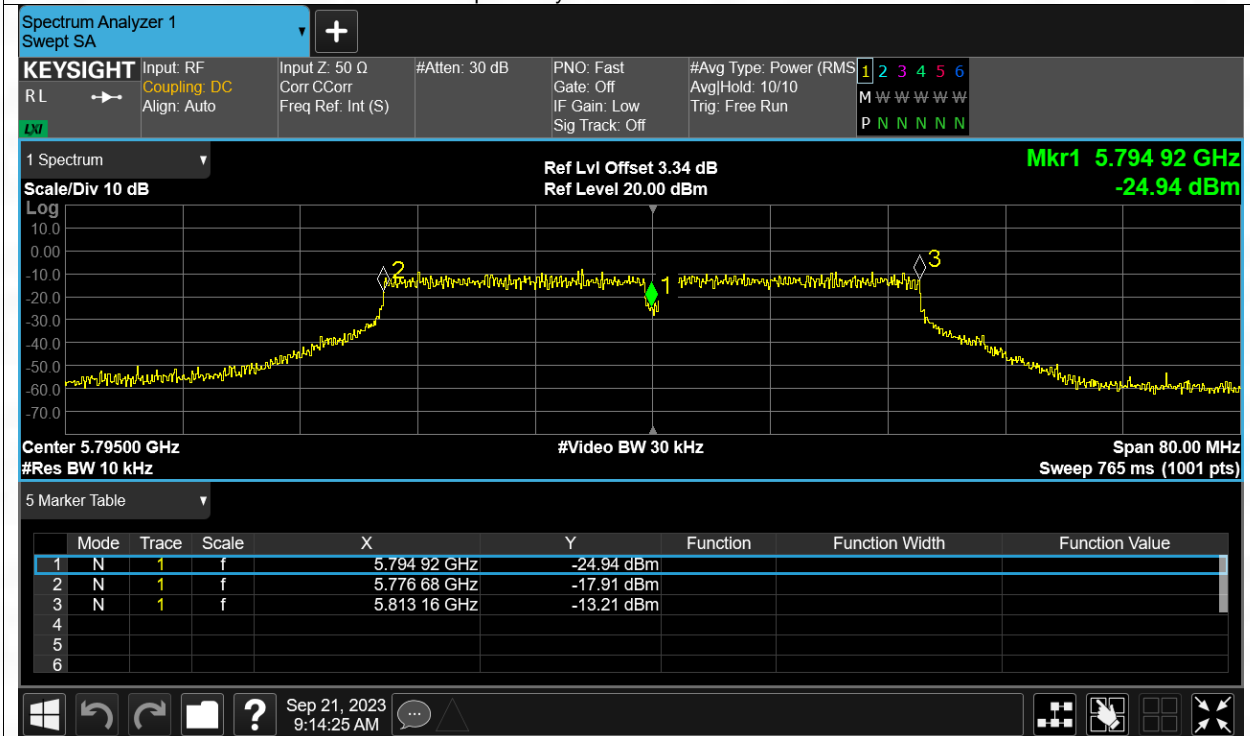 Spectrum Analyzer 1
Swept SA
KEYSIGHT Input: RF Input Z: 50 Ω #Atten: 30 dB PNO: Fast #Avg Type: Power (RMS 1 2 3 4 5 6
RL Coupling: DC Corr CCorr Gate: Off Avg|Hold: 10/10 M W W W W W
Align: Auto Freq Ref: Int (S) IF Gain: Low Trig: Free Run
LXI Sig Track: Off P N N N N N
1 Spectrum Ref Lvl Offset 3.34 dB Mkr1 5.794 92 GHz
Scale/Div 10 dB Ref Level 20.00 dBm -24.94 dBm
Log
10.0
0.00
-10.0
-20.0
-30.0
-40.0
-50.0
-60.0
-70.0
2
1
3
Center 5.79500 GHz #Video BW 30 kHz Span 80.00 MHz
#Res BW 10 kHz Sweep 765 ms (1001 pts)
5 Marker Table
Mode Trace Scale X Y Function Function Width Function Value
1 N 1 f 5.794 92 GHz -24.94 dBm
2 N 1 f 5.776 68 GHz -17.91 dBm
3 N 1 f 5.813 16 GHz -13.21 dBm
4
5
6
? Sep 21, 2023
9:14:25 AM